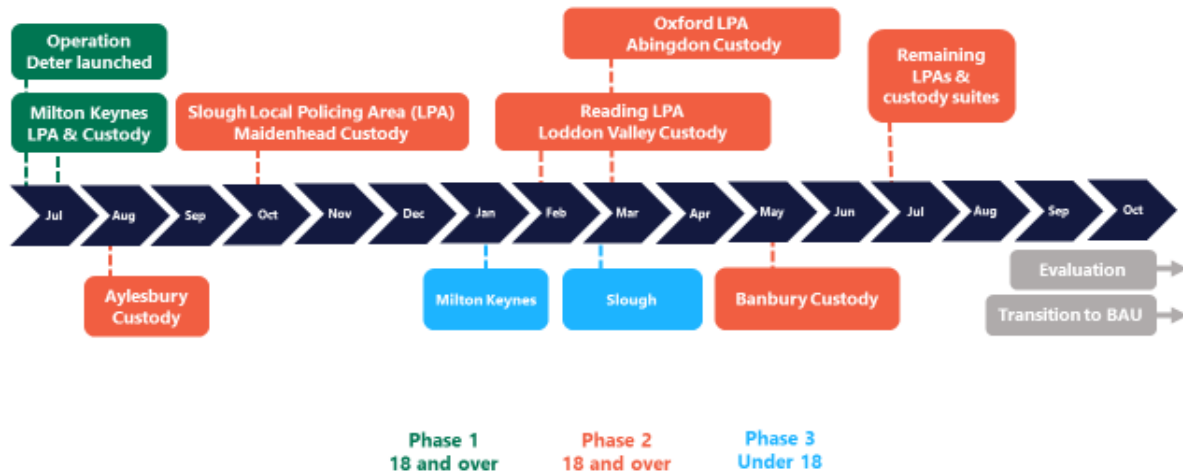 Operation
Deter launched
Oxford LPA
Abingdon Custody
Remaining
LPAs &
custody suites
Milton Keynes
LPA & Custody
Slough Local Policing Area (LPA)
Maidenhead Custody
Reading LPA
Loddon Valley Custody
Jul
Aug
Sep
Oct
Nov
Dec
Jan
Feb
Mar
Apr
May
Jun
Jul
Aug
Sep
Oct
Aylesbury
Custody
Milton Keynes
Slough
Banbury Custody
Evaluation
Transition to BAU
Phase 1
18 and over
Phase 2
18 and over
Phase 3
Under 18